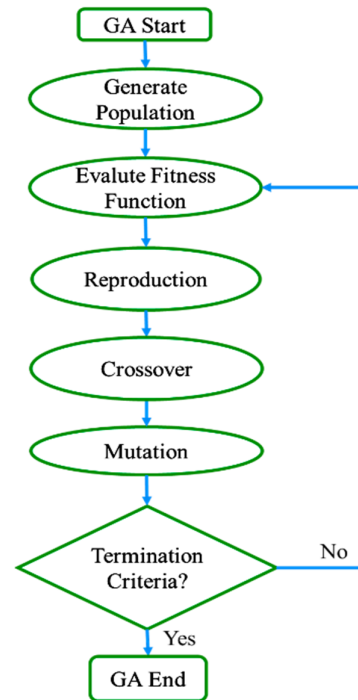 GA Start
Generate
Population
Evalute Fitness
Function
Reproduction
Crossover
Mutation
Termination
Criteria?
No
Yes
GA End